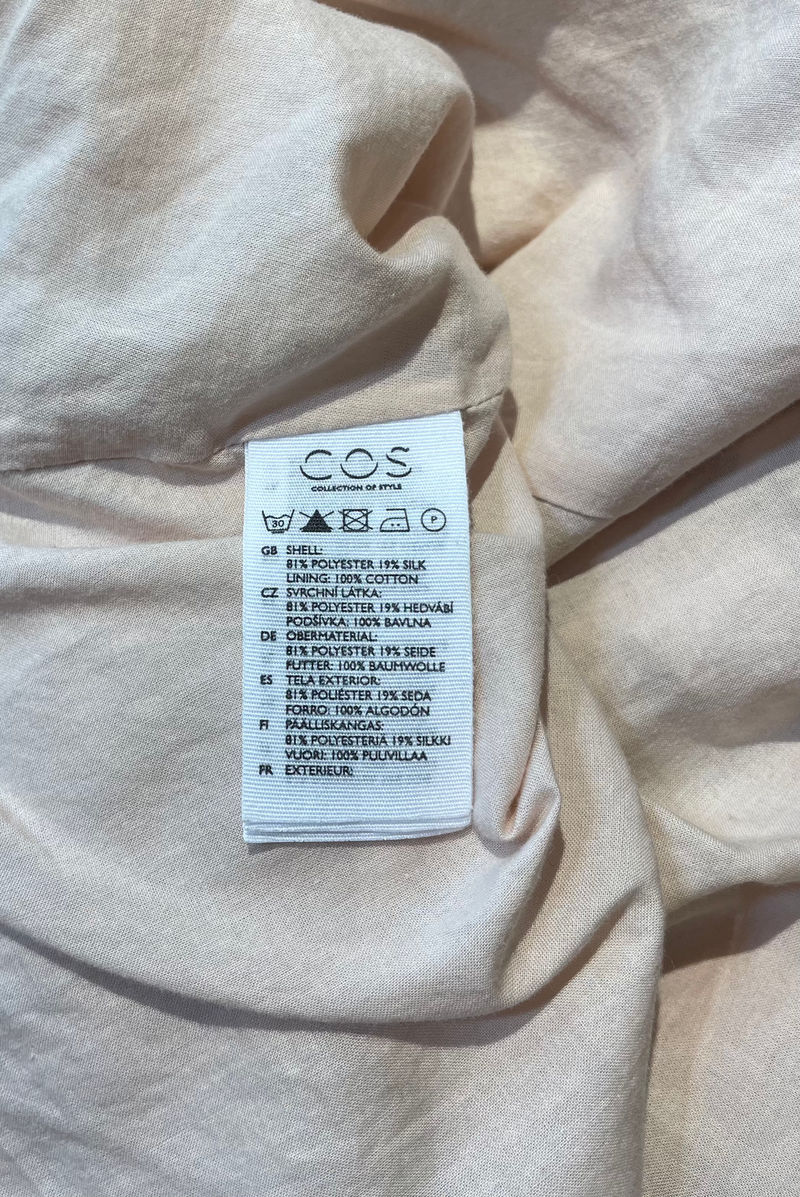 COS
COLLECTION OF STYLE
30 P
GB SHELL:
81% POLYESTER 19% SILK
LINING: 100% COTTON
CZ SVRCHNÍ LÁTKA:
81% POLYESTER 19% HEDVÁBÍ
PODŠÍVKA: 100% BAVLNA
DE OBERMATERIAL:
81% POLYESTER 19% SEIDE
FUTTER: 100% BAUMWOLLE
ES TELA EXTERIOR:
81% POLIÉSTER 19% SEDA
FORRO: 100% ALGODÓN
FI PÄÄLLISKANGAS:
81% POLYESTERIÄ 19% SILKKI
VUORI: 100% PUUVILLAA
FR EXTERIEUR: